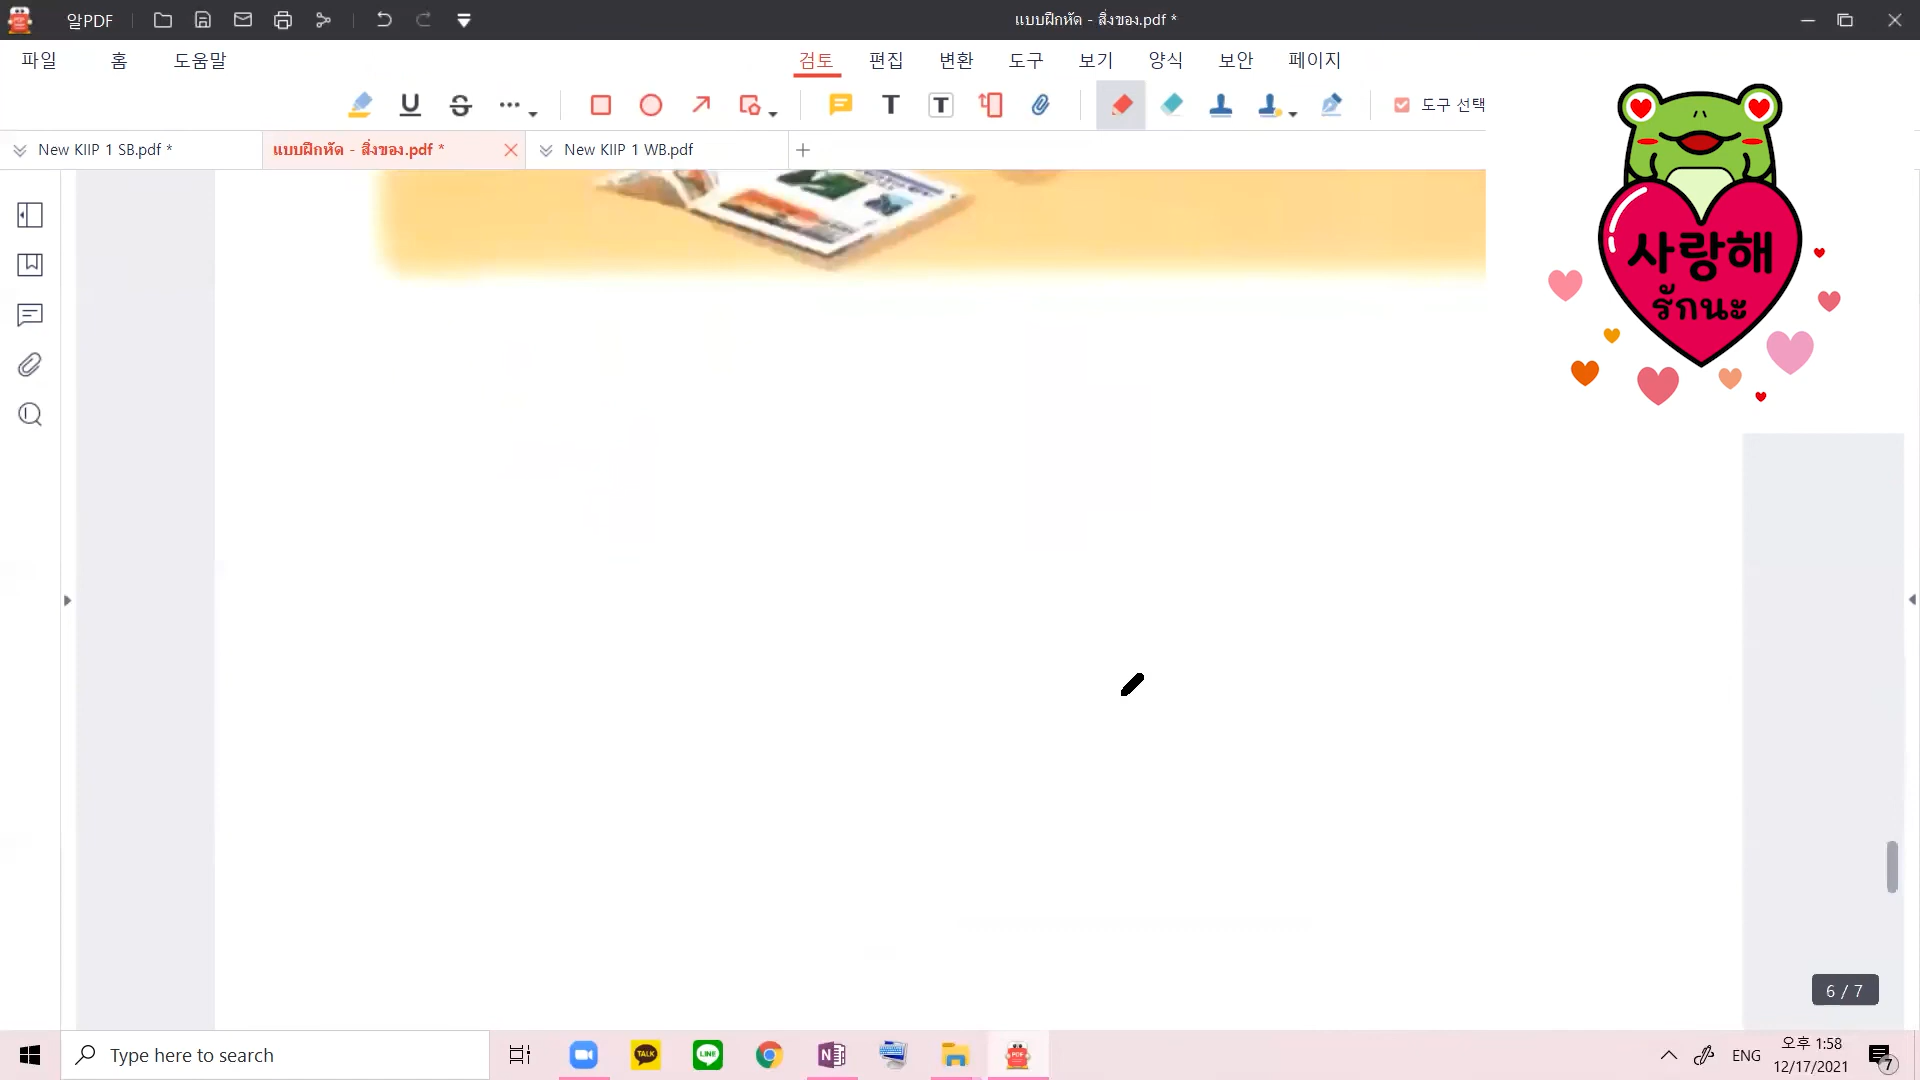 알PDF
แบบฝึกหัด - สิ่งของ.pdf *
파일 홈 도움말 검토 편집 변환 도구 보기 양식 보안 페이지
T T 도구 선택
New KIIP 1 SB.pdf *
แบบฝึกหัด - สิ่งของ.pdf *
New KIIP 1 WB.pdf
사랑해
รักนะ
6 / 7
Type here to search
TALK
LINE
N
PDF
ENG
오후 1:58
12/17/2021
7